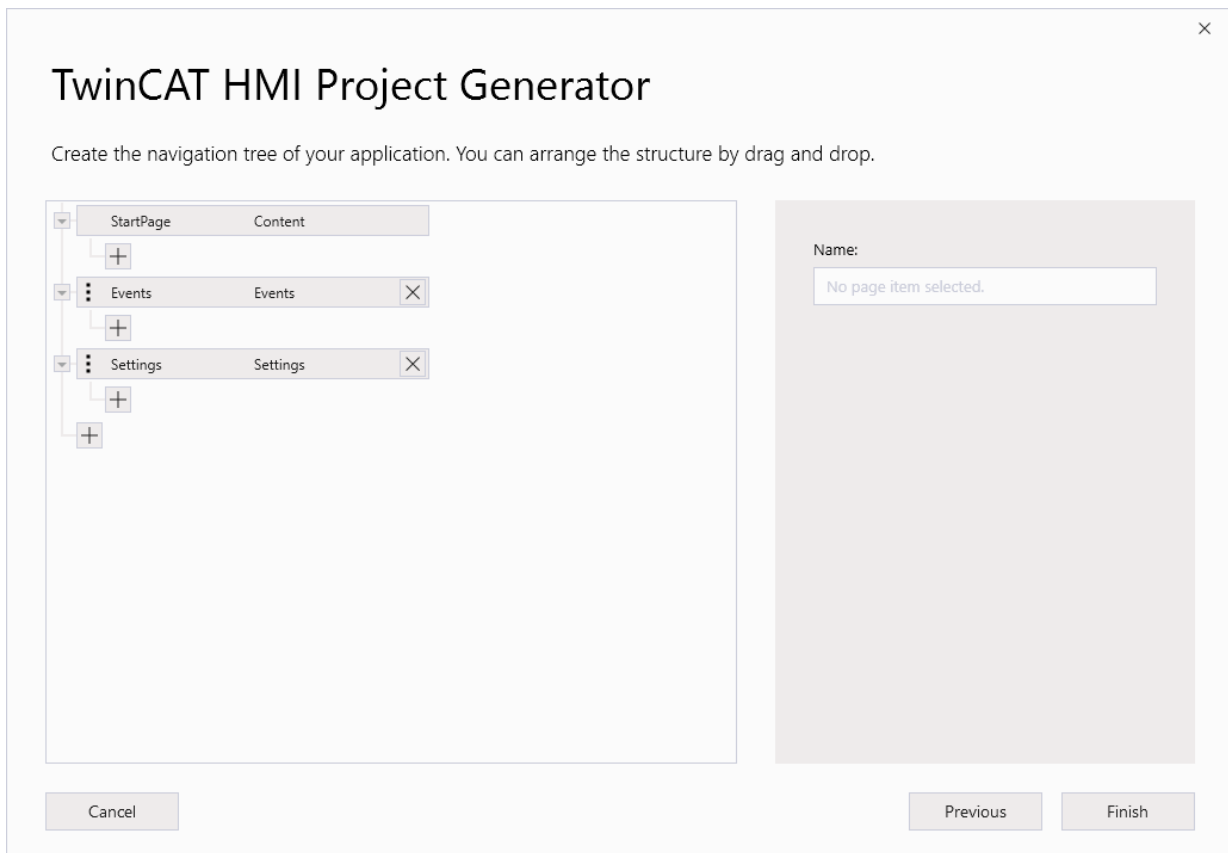 TwinCAT HMI Project Generator
Create the navigation tree of your application. You can arrange the structure by drag and drop.
StartPage Content
Events Events
Settings Settings
Name:
No page item selected.
Cancel Previous Finish